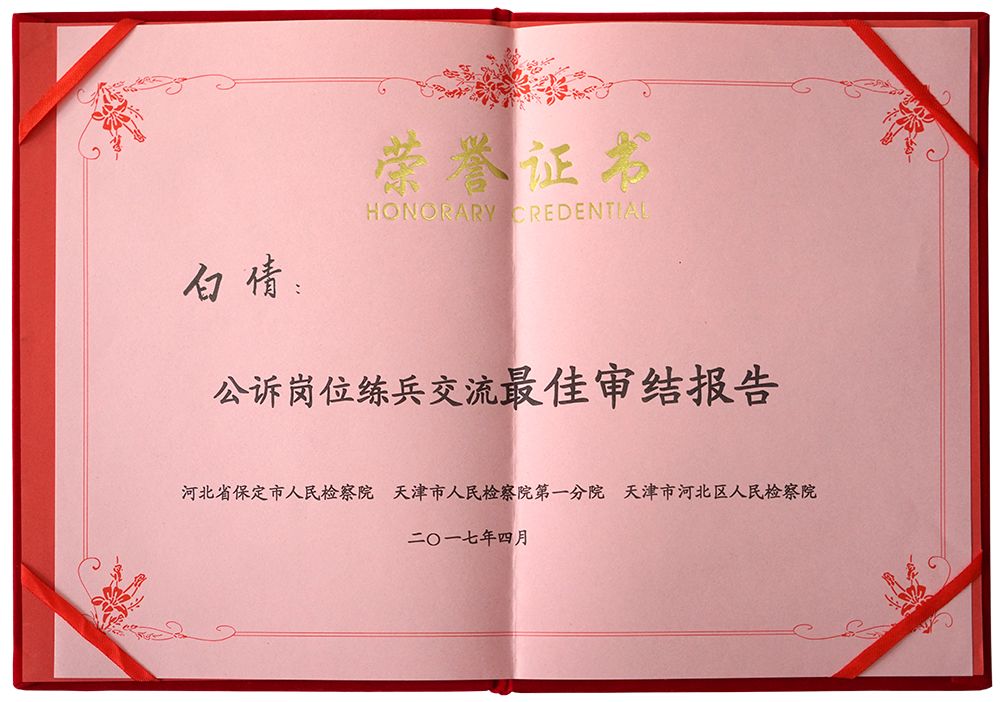 荣誉证书
HONORARY CREDENTIAL
白倩：
公诉岗位练兵交流最佳审结报告
河北省保定市人民检察院 天津市人民检察院第一分院 天津市河北区人民检察院
二〇一七年四月